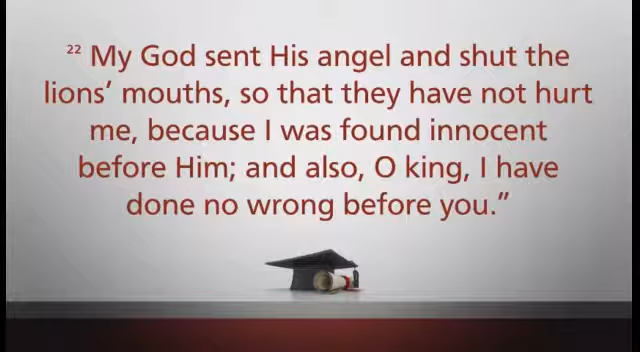 ²² My God sent His angel and shut the
lions’ mouths, so that they have not hurt
me, because I was found innocent
before Him; and also, O king, I have
done no wrong before you.”